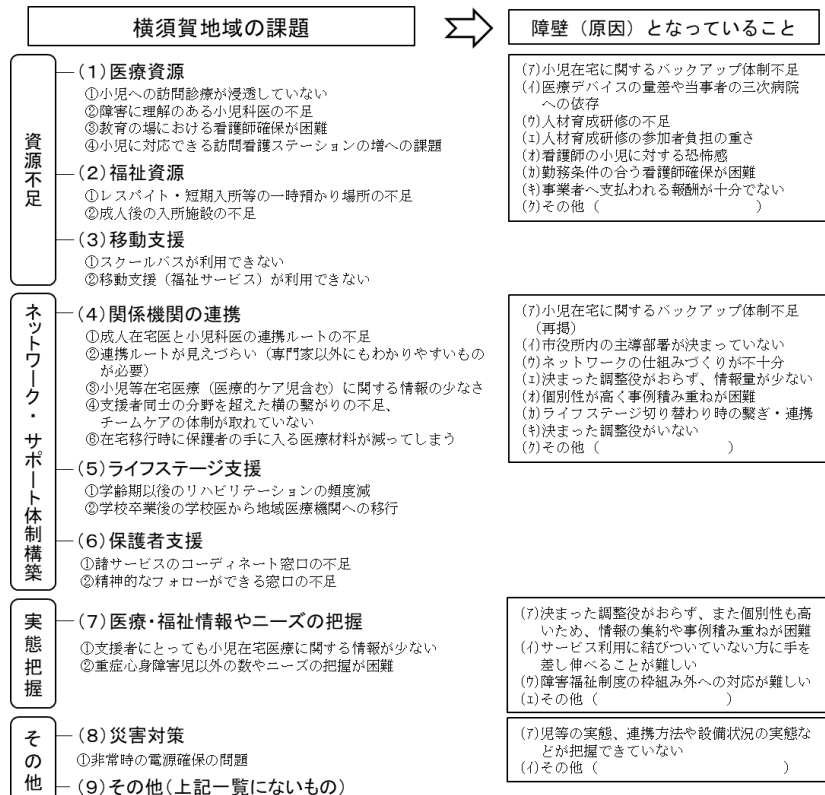 横須賀地域の課題
障壁（原因）となっていること
資源不足
(1)医療資源
①小児への訪問診療が浸透していない
②障害に理解のある小児科医の不足
③教育の場における看護師確保が困難
④小児に対応できる訪問看護ステーションの増への課題
(2)福祉資源
①レスパイト・短期入所等の一時預かり場所の不足
②成人後の入所施設の不足
(3)移動支援
①スクールバスが利用できない
②移動支援（福祉サービス）が利用できない
(ｱ)小児在宅に関するバックアップ体制不足
(ｲ)医療デバイスの量差や当事者の三次病院
への依存
(ｳ)人材育成研修の不足
(ｴ)人材育成研修の参加者負担の重さ
(ｵ)看護師の小児に対する恐怖感
(ｶ)勤務条件の合う看護師確保が困難
(ｷ)事業者へ支払われる報酬が十分でない
(ｸ)その他（　　　　　　　　　　）
ネットワーク・サポート体制構築
(4)関係機関の連携
①成人在宅医と小児科医の連携ルートの不足
②連携ルートが見えづらい（専門家以外にもわかりやすいもの
が必要）
③小児等在宅医療（医療的ケア児含む）に関する情報の少なさ
④支援者同士の分野を超えた横の繋がりの不足、
チームケアの体制が取れていない
⑥在宅移行時に保護者の手に入る医療材料が減ってしまう
(5)ライフステージ支援
①学齢期以後のリハビリテーションの頻度減
②学校卒業後の学校医から地域医療機関への移行
(6)保護者支援
①諸サービスのコーディネート窓口の不足
②精神的なフォローができる窓口の不足
(ｱ)小児在宅に関するバックアップ体制不足
（再掲）
(ｲ)市役所内の主導部署が決まっていない
(ｳ)ネットワークの仕組みづくりが不十分
(ｴ)決まった調整役がおらず、情報量が少ない
(ｵ)個別性が高く事例積み重ねが困難
(ｶ)ライフステージ切り替わり時の繋ぎ・連携
(ｷ)決まった調整役がいない
(ｸ)その他（　　　　　　　　）
実態把握
(7)医療・福祉情報やニーズの把握
①支援者にとっても小児在宅医療に関する情報が少ない
②重症心身障害児以外の数やニーズの把握が困難
(ｱ)決まった調整役がおらず、また個別性も高
いため、情報の集約や事例積み重ねが困難
(ｲ)サービス利用に結びついていない方に手を
差し伸べることが難しい
(ｳ)障害福祉制度の枠組み外への対応が難しい
(ｴ)その他（　　　　　　　　）
その他
(8)災害対策
①非常時の電源確保の問題
(9)その他(上記一覧にないもの)
(ｱ)児等の実態、連携方法や設備状況の実態な
どが把握できていない
(ｲ)その他（　　　　　　　　　　　　）